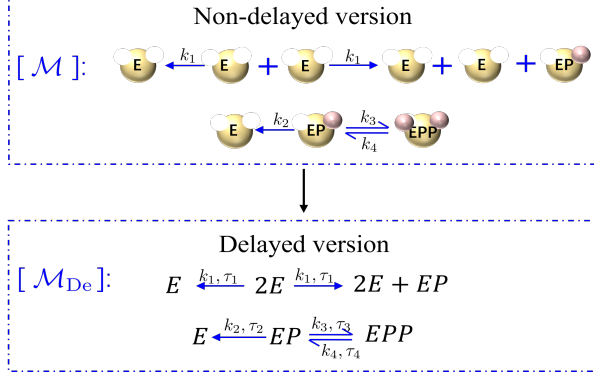 Non-delayed version
[ ℳ ]: E ←k₁ E + E →k₁ E + E + EP
E ←k₂ EP ⇌ k₃ k₄ EPP
Delayed version
[ ℳ_De ]: E ←k₁, τ₁ 2E →k₁, τ₁ 2E + EP
E ←k₂, τ₂ EP ⇌ k₃, τ₃ k₄, τ₄ EPP